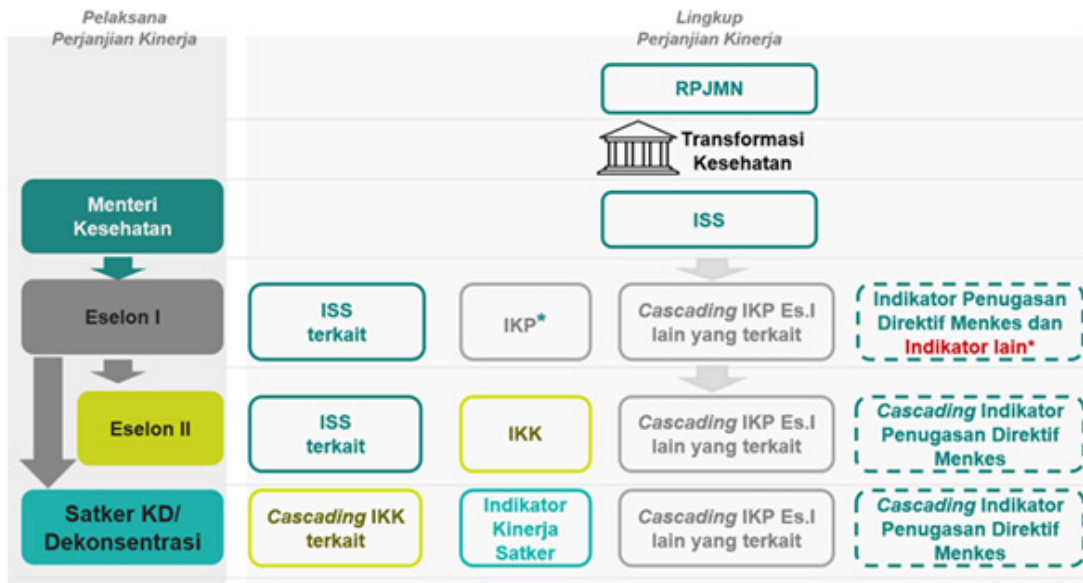 Pelaksana
Perjanjian Kinerja
Lingkup
Perjanjian Kinerja
RPJMN
Transformasi
Kesehatan
Menteri
Kesehatan
ISS
Eselon I
ISS
terkait
IKP*
Cascading IKP Es.I
lain yang terkait
Indikator Penugasan
Direktif Menkes dan
Indikator lain*
Eselon II
ISS
terkait
IKK
Cascading IKP Es.I
lain yang terkait
Cascading Indikator
Penugasan Direktif
Menkes
Satker KD/
Dekonsentrasi
Cascading IKK
terkait
Indikator
Kinerja
Satker
Cascading IKP Es.I
lain yang terkait
Cascading Indikator
Penugasan Direktif
Menkes